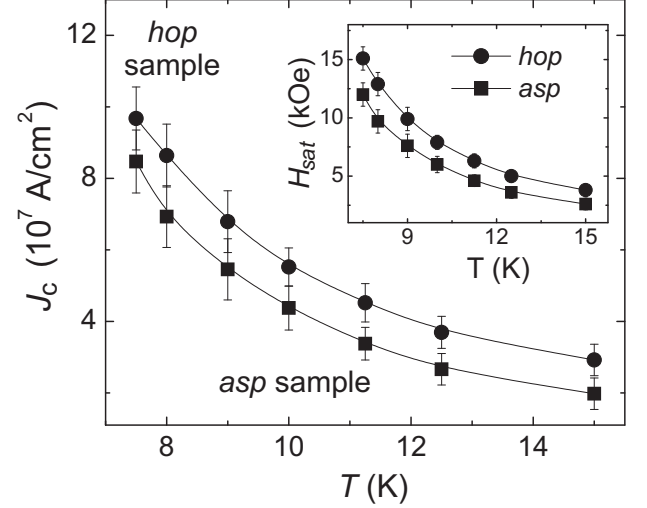 12
8
4
J_c (10^7 A/cm^2)
hop
sample
asp sample
8 10 12 14
T (K)
15
10
5
H_sat (kOe)
hop
asp
9 12 15
T (K)